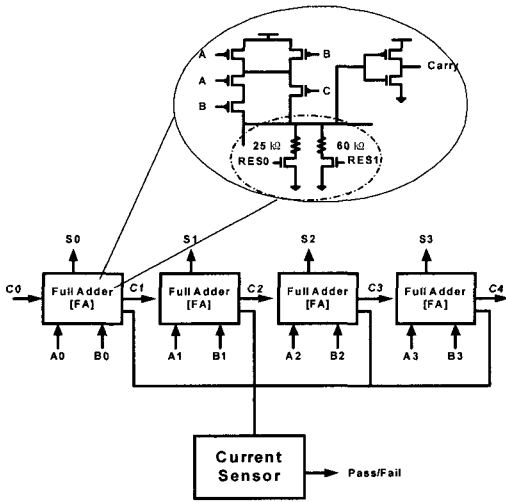 A
B
A
C
B
Carry
25 kΩ
60 kΩ
RES0
RES1
S0
S1
S2
S3
C0
Full Adder
[FA]
C1
Full Adder
[FA]
C2
Full Adder
[FA]
C3
Full Adder
[FA]
C4
A0
B0
A1
B1
A2
B2
A3
B3
Current
Sensor
Pass/Fail